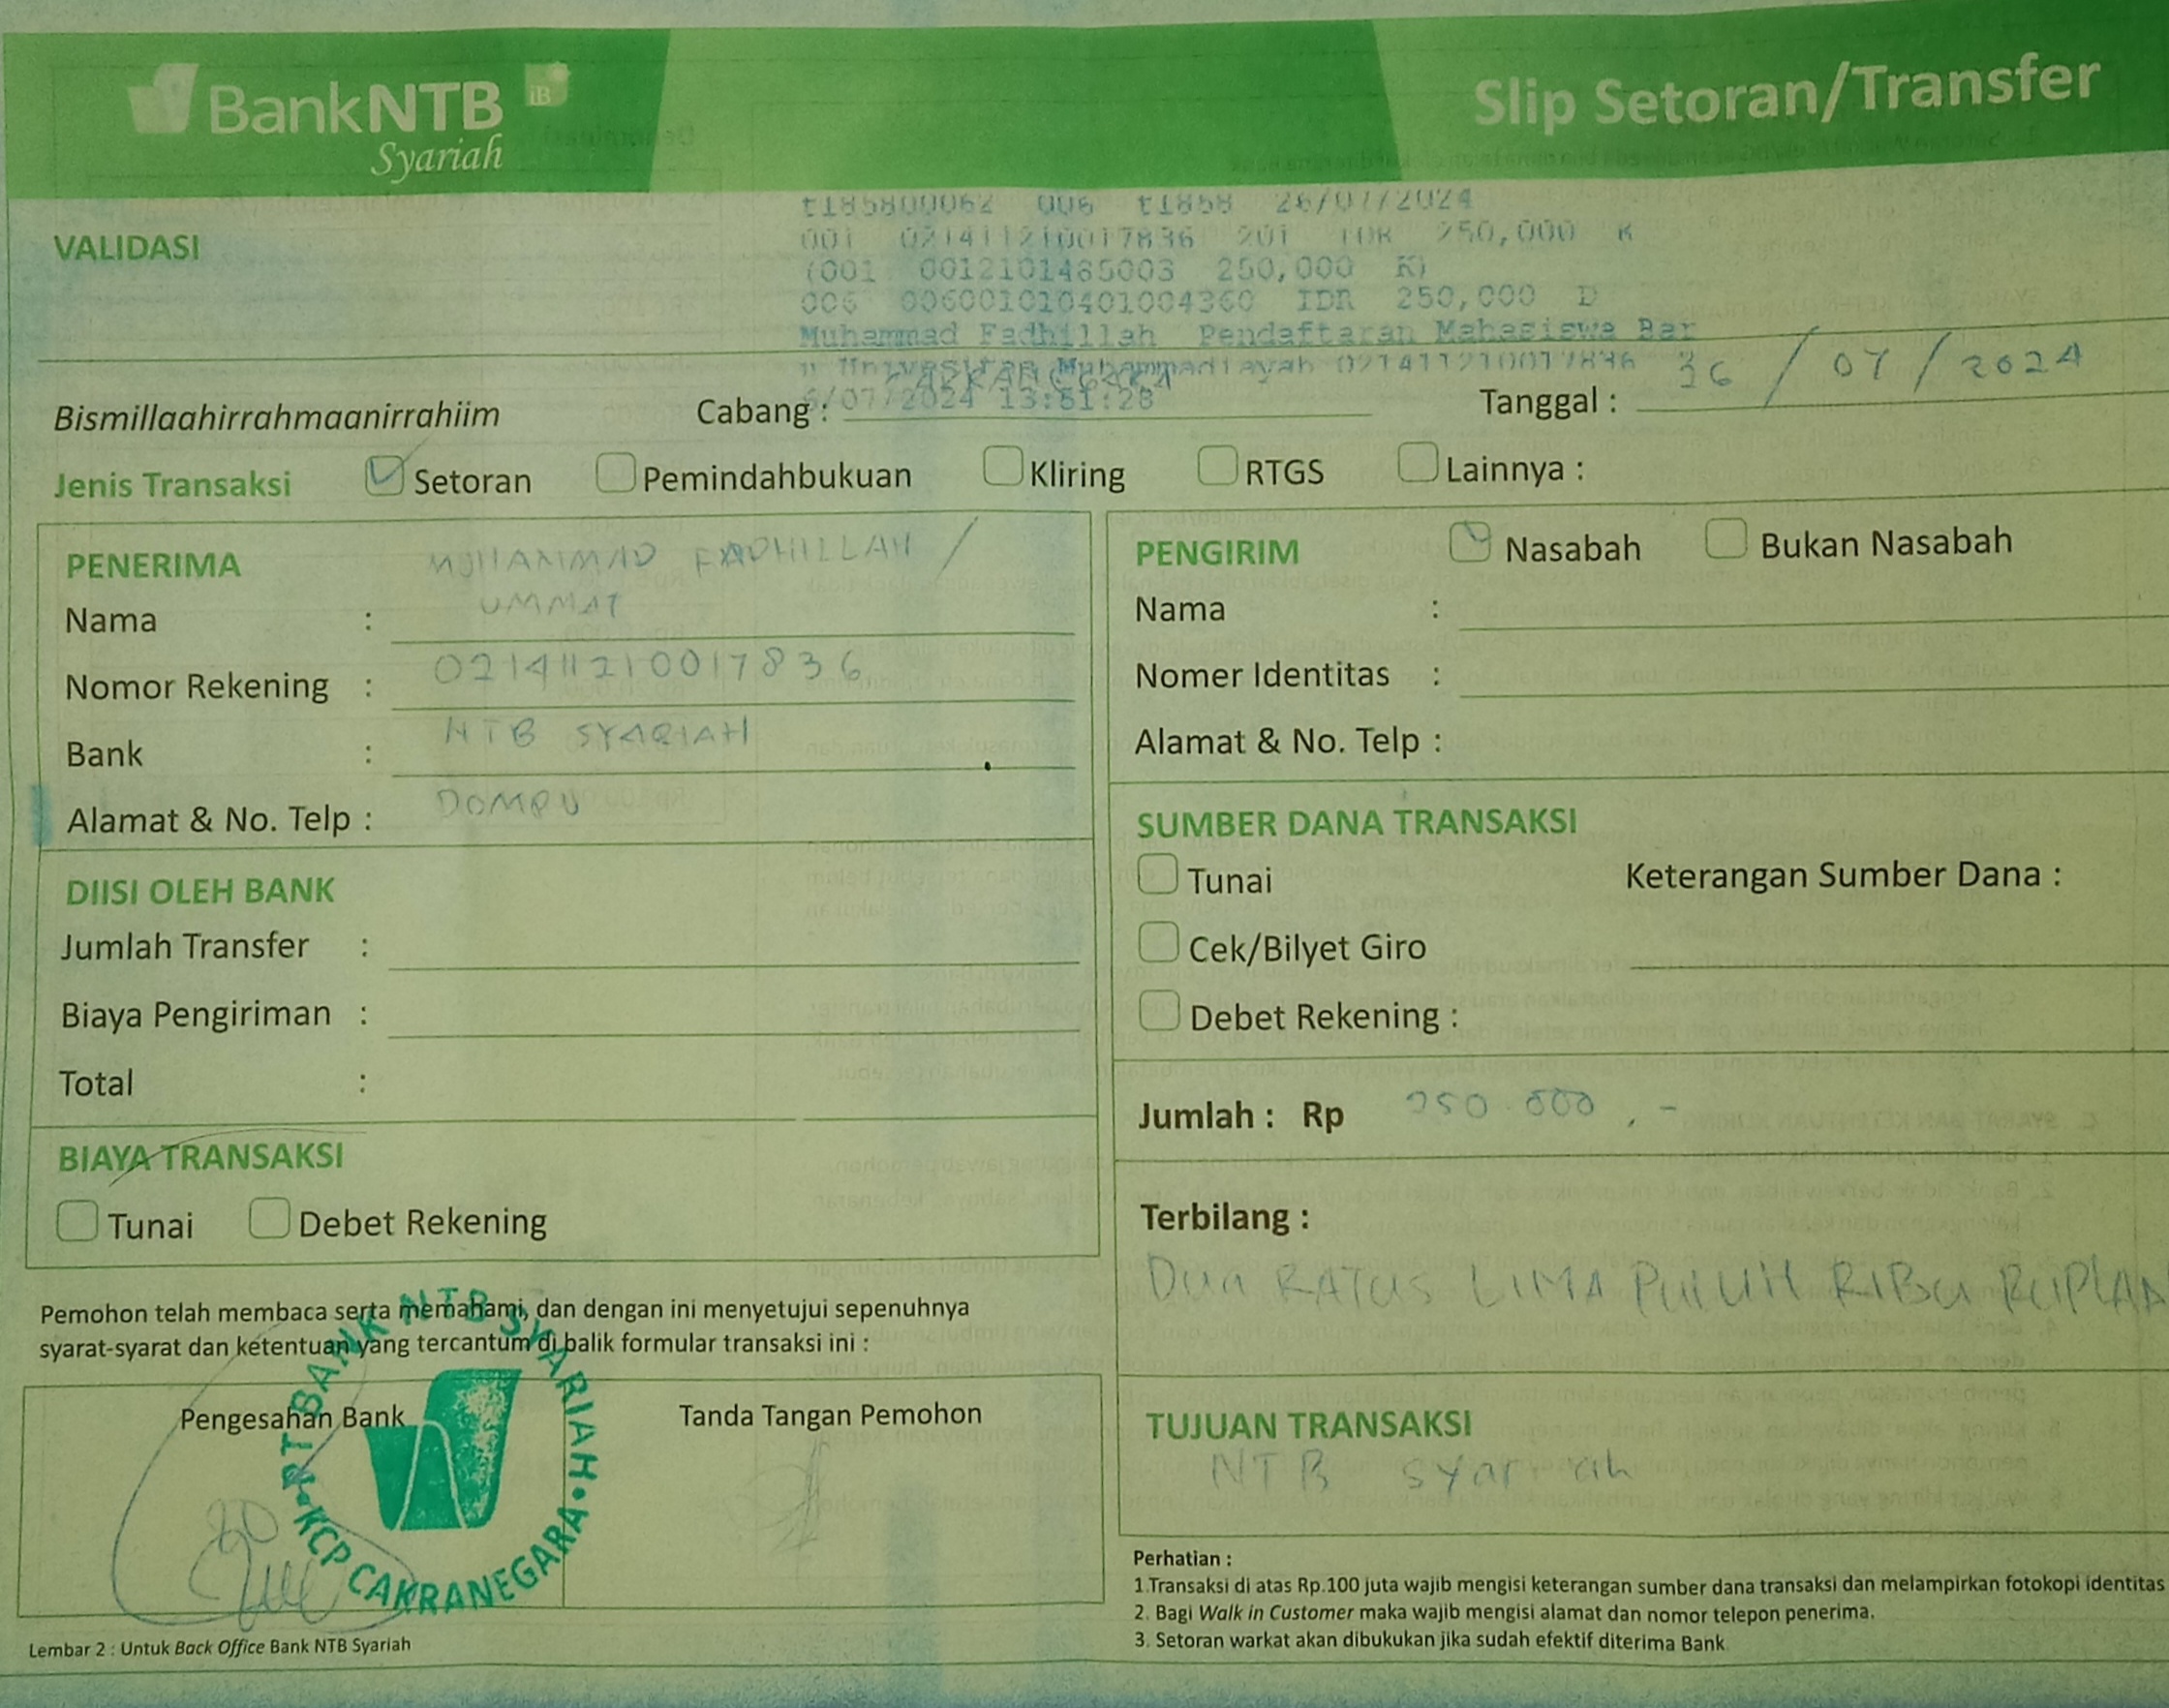 BankNTB iB
Syariah
Slip Setoran/Transfer
t185800062 006 t1858 26/07/2024
VALIDASI
001 021411210017836 201 IDR 250,000 K
(001 0012101465003 250,000 K)
006 006001010401004360 IDR 250,000 D
Muhammad Fadhillah Pendaftaran Mahasiswa Bar
u Universitas Muhammadiayah 021411210017836 2
6/07/2024 13:51:28
Bismillaahirrahmaanirrahiim
Cabang : CAKRANEGARA
Tanggal : 26 / 07 / 2024
Jenis Transaksi Setoran Pemindahbukuan Kliring RTGS Lainnya :
PENERIMA
MUHAMMAD FADHILLAH /
Nama : UMMAT
Nomor Rekening : 021411210017836
Bank : NTB SYARIAH
Alamat & No. Telp : DOMPU
PENGIRIM Nasabah Bukan Nasabah
Nama :
Nomer Identitas :
Alamat & No. Telp :
DIISI OLEH BANK
Jumlah Transfer :
Biaya Pengiriman :
Total :
SUMBER DANA TRANSAKSI
Tunai Keterangan Sumber Dana :
Cek/Bilyet Giro
Debet Rekening :
Jumlah : Rp 250.000 ,-
BIAYA TRANSAKSI
Tunai Debet Rekening
Terbilang :
Dua RATUS LIMA PULUH RIBU RUPIAH
Pemohon telah membaca serta memahami, dan dengan ini menyetujui sepenuhnya
syarat-syarat dan ketentuan yang tercantum di balik formular transaksi ini :
Pengesahan Bank
Tanda Tangan Pemohon
PT BANK NTB SYARIAH
KCP CAKRANEGARA
TUJUAN TRANSAKSI
NTB syariah
Perhatian :
1.Transaksi di atas Rp.100 juta wajib mengisi keterangan sumber dana transaksi dan melampirkan fotokopi identitas
2. Bagi Walk in Customer maka wajib mengisi alamat dan nomor telepon penerima.
3. Setoran warkat akan dibukukan jika sudah efektif diterima Bank
Lembar 2 : Untuk Back Office Bank NTB Syariah